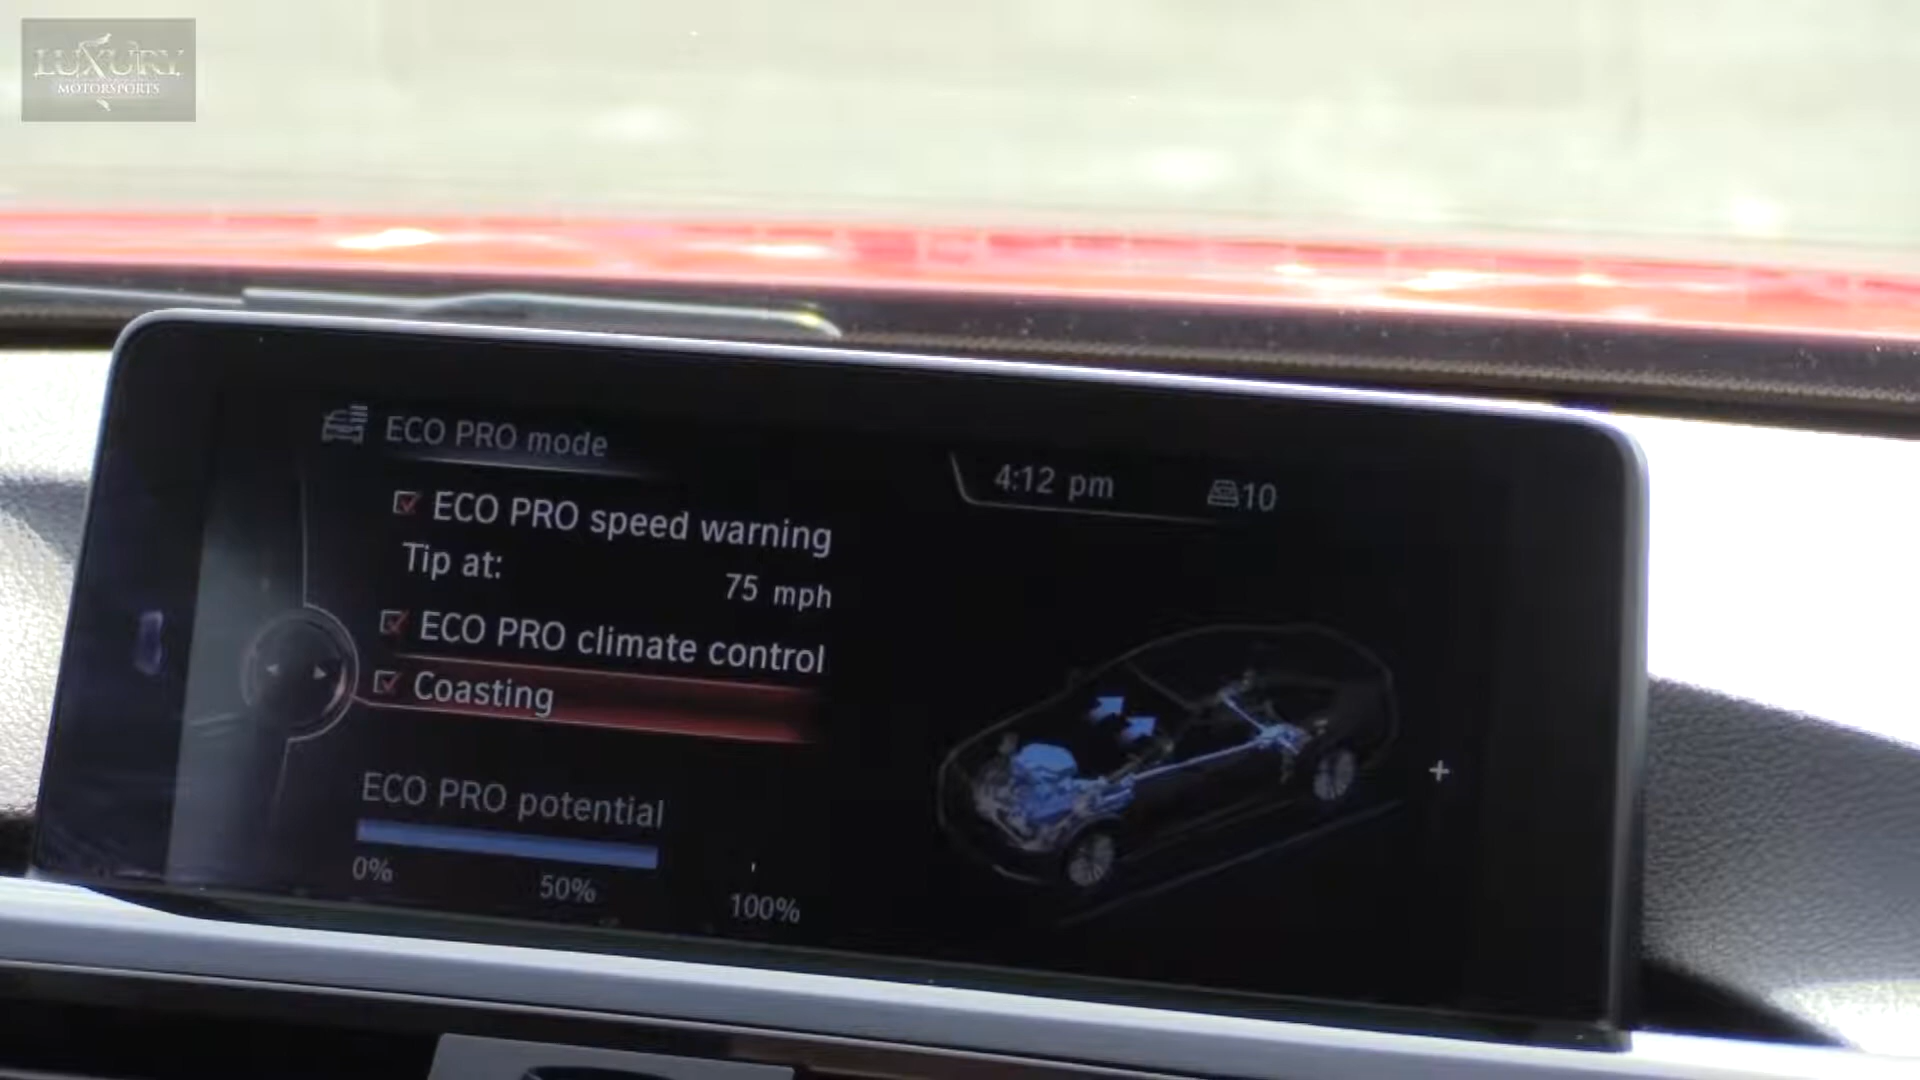 LUXURY
MOTORSPORTS
ECO PRO mode
4:12 pm
10
ECO PRO speed warning
Tip at:
75 mph
ECO PRO climate control
Coasting
ECO PRO potential
0%
50%
100%